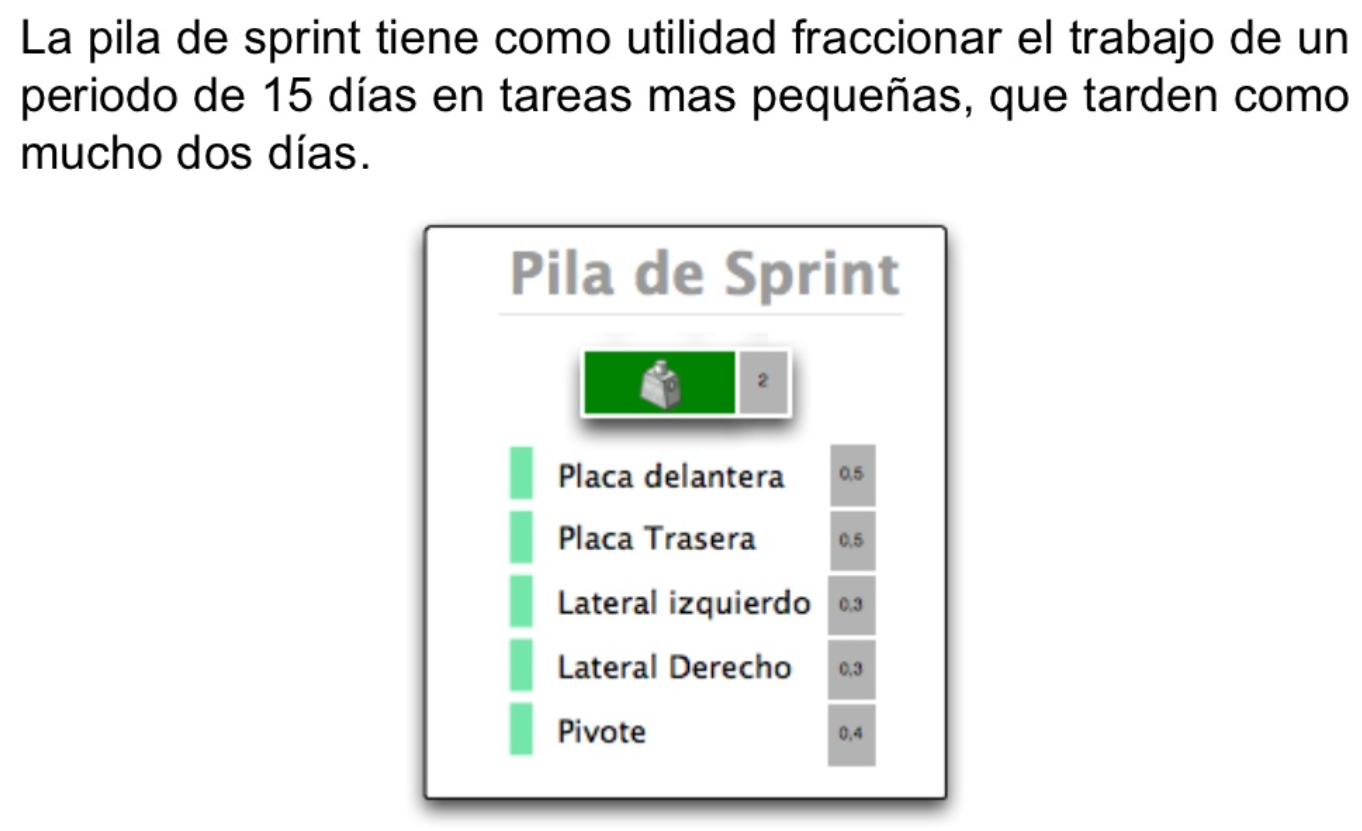 La pila de sprint tiene como utilidad fraccionar el trabajo de un
periodo de 15 días en tareas mas pequeñas, que tarden como
mucho dos días.
Pila de Sprint
2
Placa delantera 0,5
Placa Trasera 0,5
Lateral izquierdo 0,3
Lateral Derecho 0,3
Pivote 0,4